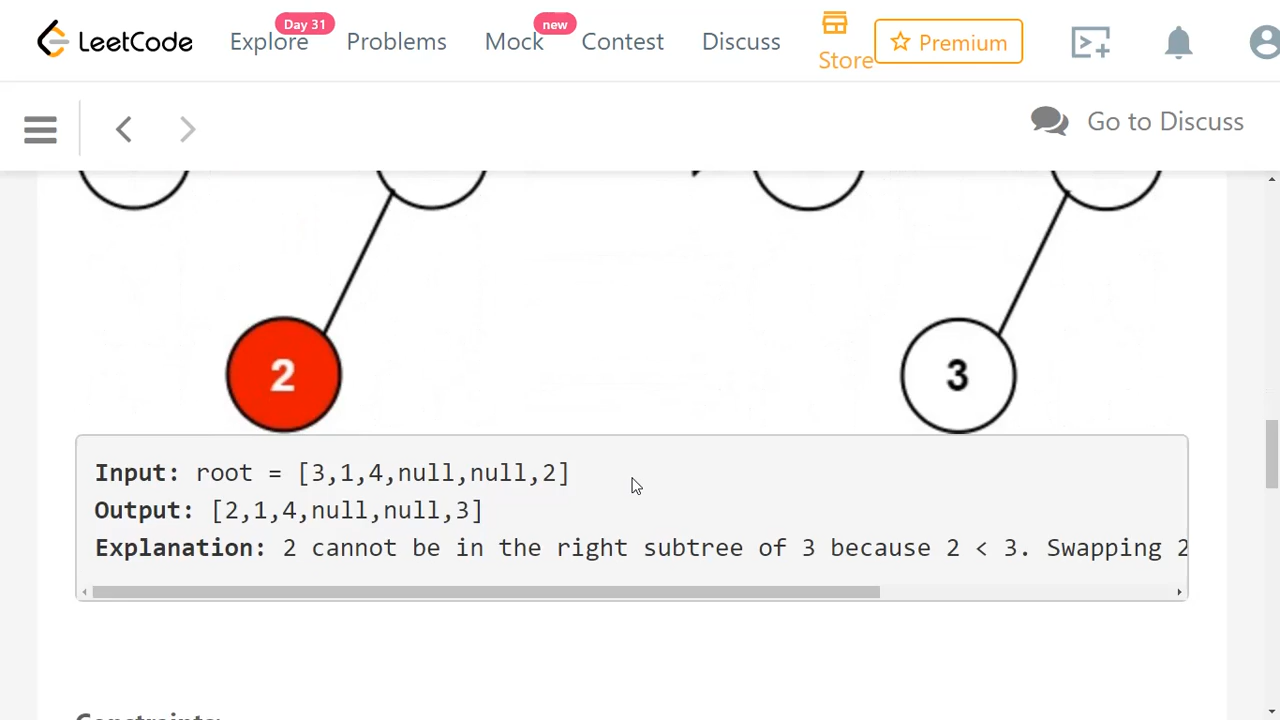 Day 31
new
LeetCode
Explore
Problems
Mock
Contest
Discuss
Store
Premium
Go to Discuss
2
3
Input: root = [3,1,4,null,null,2]
Output: [2,1,4,null,null,3]
Explanation: 2 cannot be in the right subtree of 3 because 2 < 3. Swapping 2